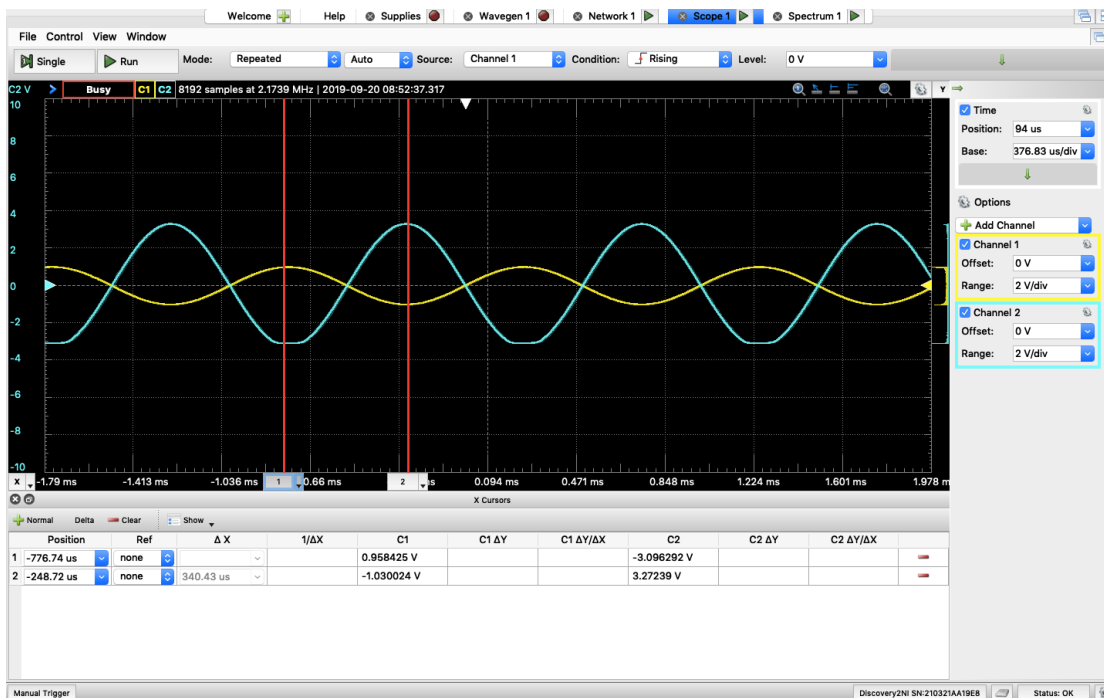 Welcome Help Supplies Wavegen 1 Network 1 Scope 1 Spectrum 1
File Control View Window
Single Run Mode: Repeated Auto Source: Channel 1 Condition: Rising Level: 0 V
C2 V Busy C1 C2 8192 samples at 2.1739 MHz | 2019-09-20 08:52:37.317 Y
10
8
6
4
2
0
-2
-4
-6
-8
-10
X -1.79 ms -1.413 ms -1.036 ms 1 0.66 ms 2 0.094 ms 0.471 ms 0.848 ms 1.224 ms 1.601 ms 1.978 m
Time
Position: 94 us
Base: 376.83 us/div
Options
Add Channel
Channel 1
Offset: 0 V
Range: 2 V/div
Channel 2
Offset: 0 V
Range: 2 V/div
X Cursors
Normal Delta Clear Show
Position Ref Δ X 1/ΔX C1 C1 ΔY C1 ΔY/ΔX C2 C2 ΔY C2 ΔY/ΔX
1 -776.74 us none 0.958425 V -3.096292 V
2 -248.72 us none 340.43 us -1.030024 V 3.27239 V
Manual Trigger Discovery2NI SN:210321AA19E8 Status: OK